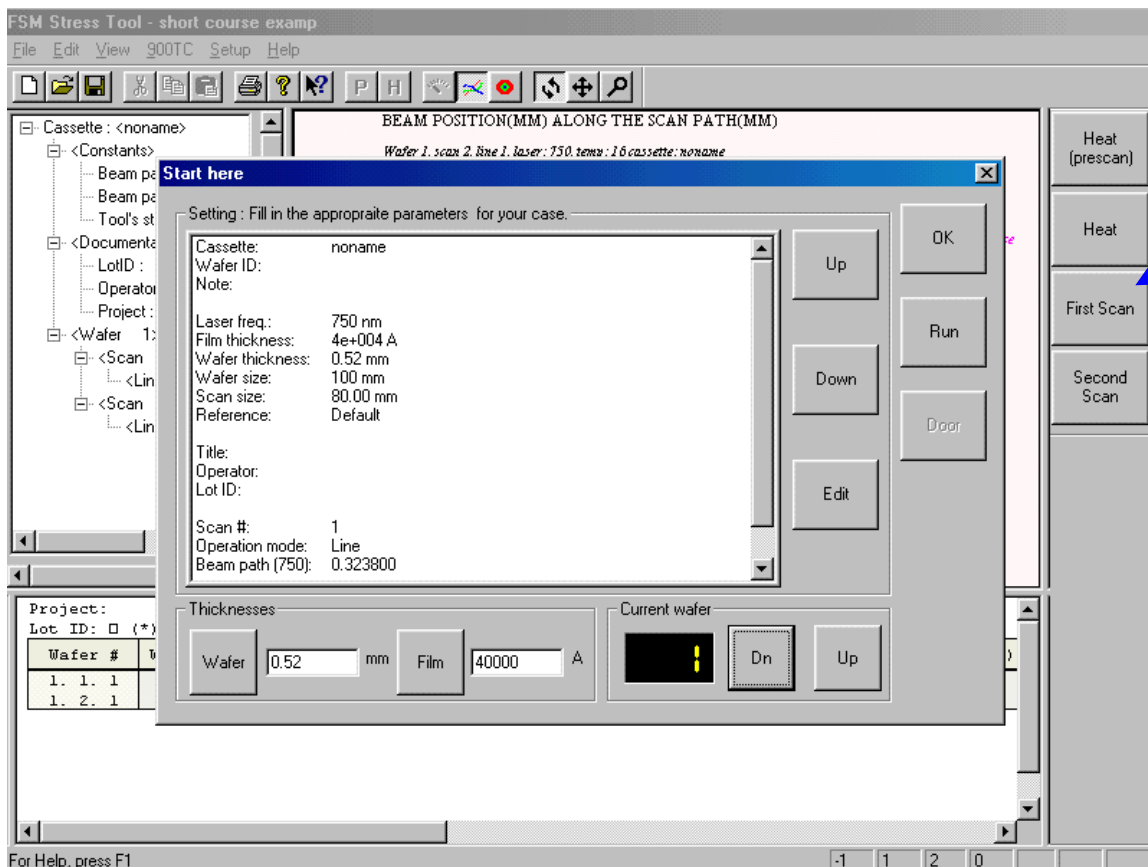 FSM Stress Tool - short course examp
File Edit View 900TC Setup Help
P H
Cassette : <noname>
<Constants>
Beam pa
Beam pa
Tool's st
<Documenta
LotID :
Operator
Project :
<Wafer 1>
<Scan
<Lin
<Scan
<Lin
BEAM POSITION(MM) ALONG THE SCAN PATH(MM)
Wafer 1, scan 2, line 1, laser: 750, temp: 16 cassette: noname
Heat
(prescan)
Heat
First Scan
Second
Scan
Start here
Setting : Fill in the appropraite parameters for your case.
Cassette: noname
Wafer ID:
Note:
Laser freq.: 750 nm
Film thickness: 4e+004 A
Wafer thickness: 0.52 mm
Wafer size: 100 mm
Scan size: 80.00 mm
Reference: Default
Title:
Operator:
Lot ID:
Scan #: 1
Operation mode: Line
Beam path (750): 0.323800
Up
Down
Edit
OK
Run
Door
Thicknesses
Wafer 0.52 mm Film 40000 A
Current wafer
1 Dn Up
Project:
Lot ID: (*)
Wafer #
1. 1. 1
1. 2. 1
For Help, press F1
-1 1 2 0